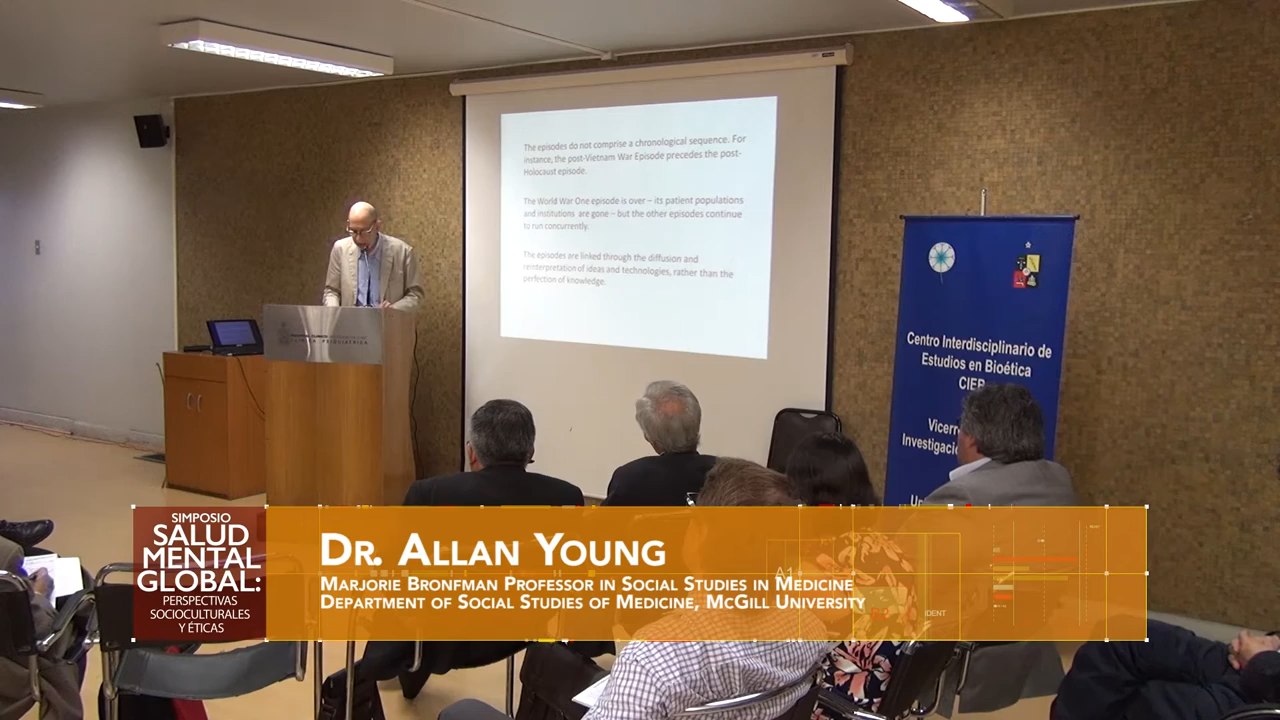 The episodes do not comprise a chronological sequence. For
instance, the post-Vietnam War Episode precedes the post-
Holocaust episode.
The World War One episode is over – its patient populations
and institutions are gone – but the other episodes continue
to run concurrently.
The episodes are linked through the diffusion and
reinterpretation of ideas and technologies, rather than the
perfection of knowledge.
Centro Interdisciplinario de
Estudios en Bioética
CLÍNICA PSIQUIÁTRICA
SIMPOSIO
SALUD
MENTAL
GLOBAL:
PERSPECTIVAS
SOCIOCULTURALES
Y ÉTICAS
Dr. Allan Young
Marjorie Bronfman Professor in Social Studies in Medicine
Department of Social Studies of Medicine, McGill University